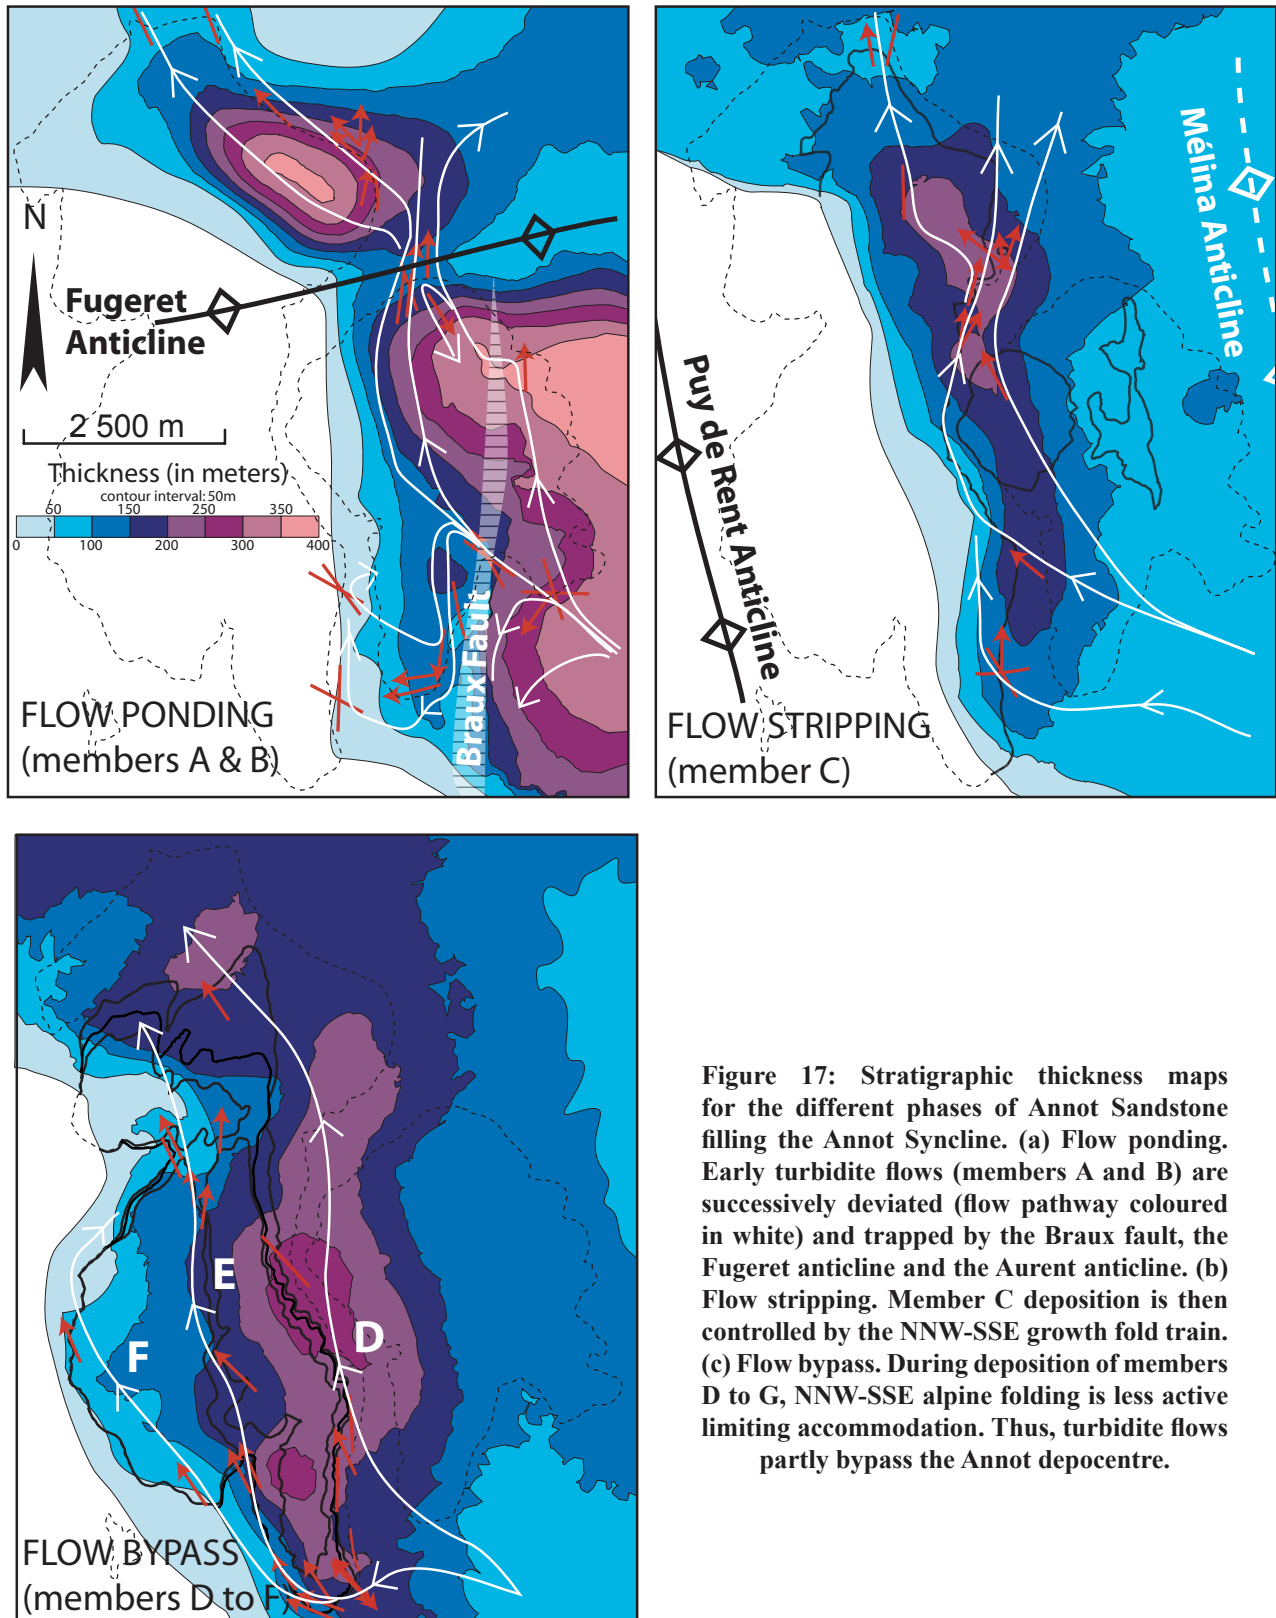 N
Fugeret
Anticline
2 500 m
Thickness (in meters)
contour interval: 50m
50 150 250 350
0 100 200 300 400
Braux Fault
FLOW PONDING
(members A & B)
Mélina Anticline
Puy de Rent Anticline
FLOW STRIPPING
(member C)
E
D
F
FLOW BYPASS
(members D to F)
Figure 17: Stratigraphic thickness maps
for the different phases of Annot Sandstone
filling the Annot Syncline. (a) Flow ponding.
Early turbidite flows (members A and B) are
successively deviated (flow pathway coloured
in white) and trapped by the Braux fault, the
Fugeret anticline and the Aurent anticline. (b)
Flow stripping. Member C deposition is then
controlled by the NNW-SSE growth fold train.
(c) Flow bypass. During deposition of members
D to G, NNW-SSE alpine folding is less active
limiting accommodation. Thus, turbidite flows
partly bypass the Annot depocentre.